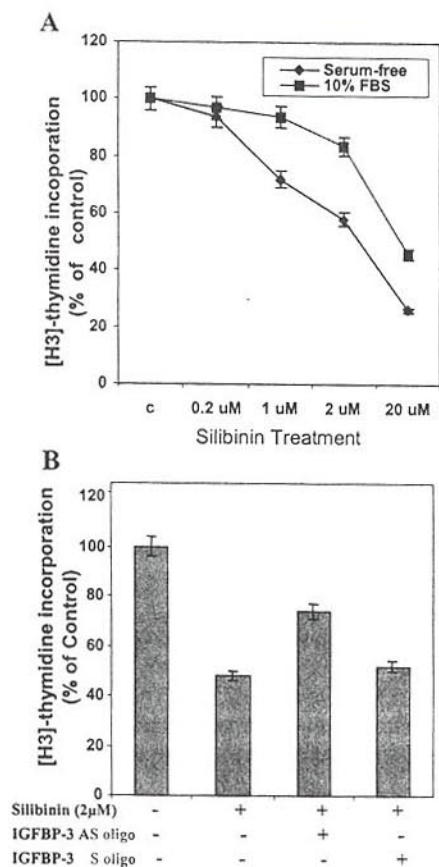 A
[H3]-thymidine incoporation
(% of control)
120
100
80
60
40
20
0
Serum-free
10% FBS
c 0.2 uM 1 uM 2 uM 20 uM
Silibinin Treatment
B
[H3]-thymidine incorporation
(% of Control)
120
100
80
60
40
20
0
Silibinin (2µM) - + + +
IGFBP-3 AS oligo - - + -
IGFBP-3 S oligo - - - +